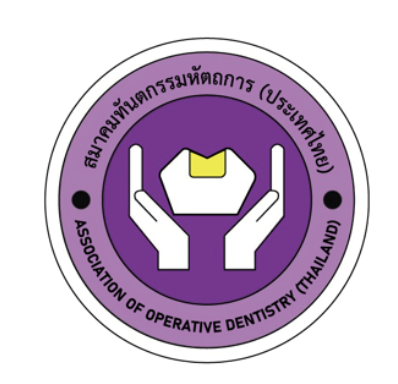 สมาคมทันตกรรมหัตถการ (ประเทศไทย)
ASSOCIATION OF OPERATIVE DENTISTRY (THAILAND)